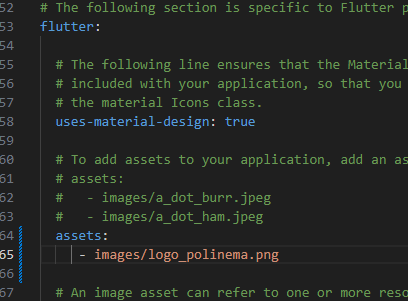 52 # The following section is specific to Flutter p
53 flutter:
54
55 # The following line ensures that the Material
56 # included with your application, so that you
57 # the material Icons class.
58 uses-material-design: true
59
60 # To add assets to your application, add an as
61 # assets:
62 #   - images/a_dot_burr.jpeg
63 #   - images/a_dot_ham.jpeg
64 assets:
65 - images/logo_polinema.png
66
67 # An image asset can refer to one or more reso